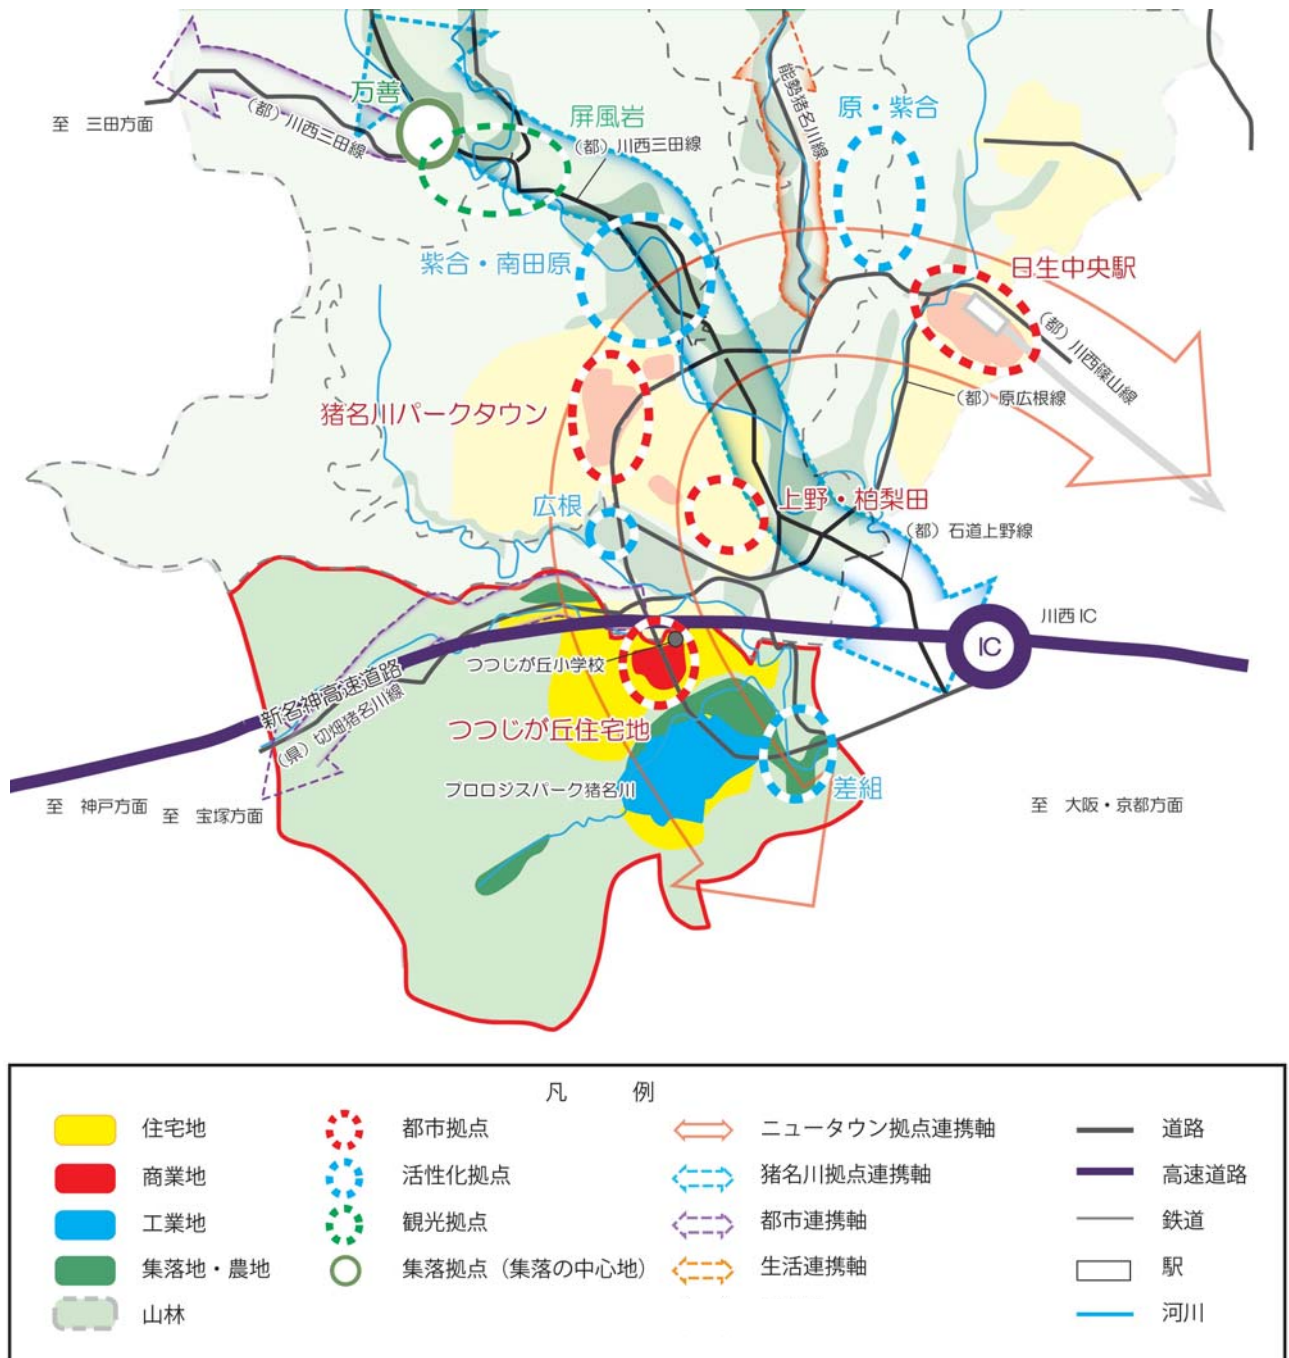 万善
(都)川西三田線
至 三田方面
屏風岩
(都)川西三田線
能勢猪名川線
原・紫合
紫合・南田原
日生中央駅
(都)川西篠山線
(都)原広根線
猪名川パークタウン
広根
上野・柏梨田
(都)石道上野線
川西 IC
IC
つつじが丘小学校
新名神高速道路
(県)切畑猪名川線
つつじが丘住宅地
プロロジスパーク猪名川
差組
至 神戸方面
至 宝塚方面
至 大阪・京都方面
凡 例
住宅地
商業地
工業地
集落地・農地
山林
都市拠点
活性化拠点
観光拠点
集落拠点(集落の中心地)
ニュータウン拠点連携軸
猪名川拠点連携軸
都市連携軸
生活連携軸
道路
高速道路
鉄道
駅
河川